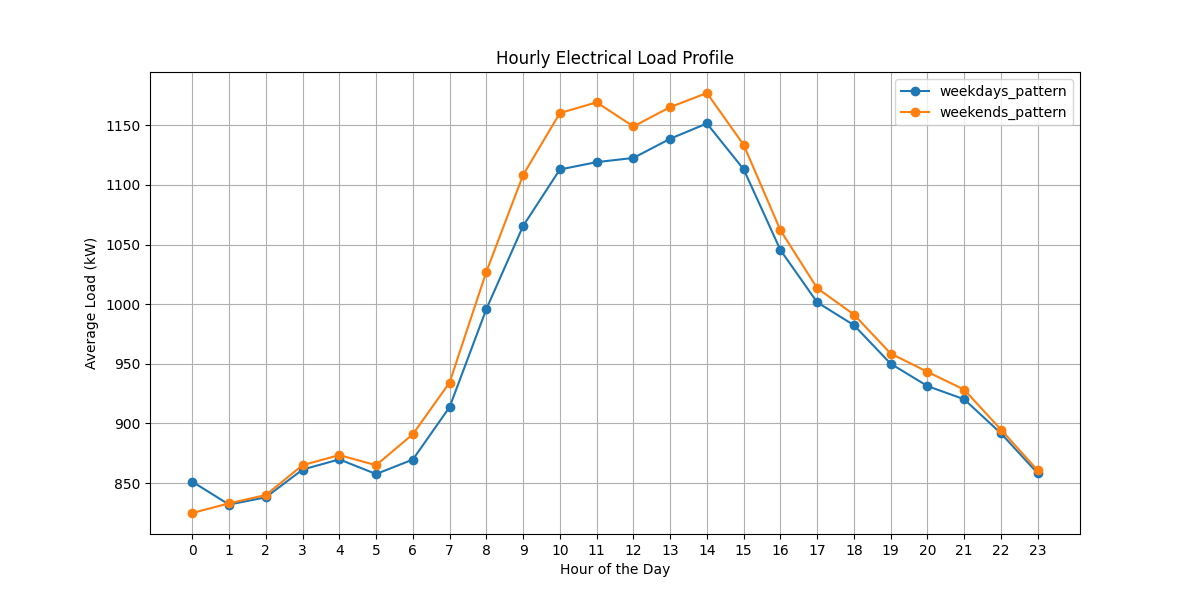 Hourly Electrical Load Profile
weekdays_pattern
weekends_pattern
1150
1100
1050
1000
950
900
850
Average Load (kW)
0 1 2 3 4 5 6 7 8 9 10 11 12 13 14 15 16 17 18 19 20 21 22 23
Hour of the Day